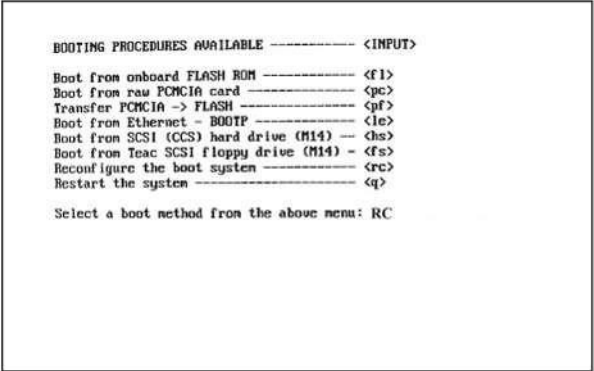 BOOTING PROCEDURES AVAILABLE ----------- <INPUT>
Boot from onboard FLASH ROM ------------ <fl>
Boot from raw PCMCIA card -------------- <pc>
Transfer PCMCIA -> FLASH --------------- <pf>
Boot from Ethernet - BOOTP ------------- <le>
Boot from SCSI (CCS) hard drive (M14) -- <hs>
Boot from Teac SCSI floppy drive (M14) - <fs>
Reconfigure the boot system ------------ <rc>
Restart the system --------------------- <q>
Select a boot method from the above menu: RC